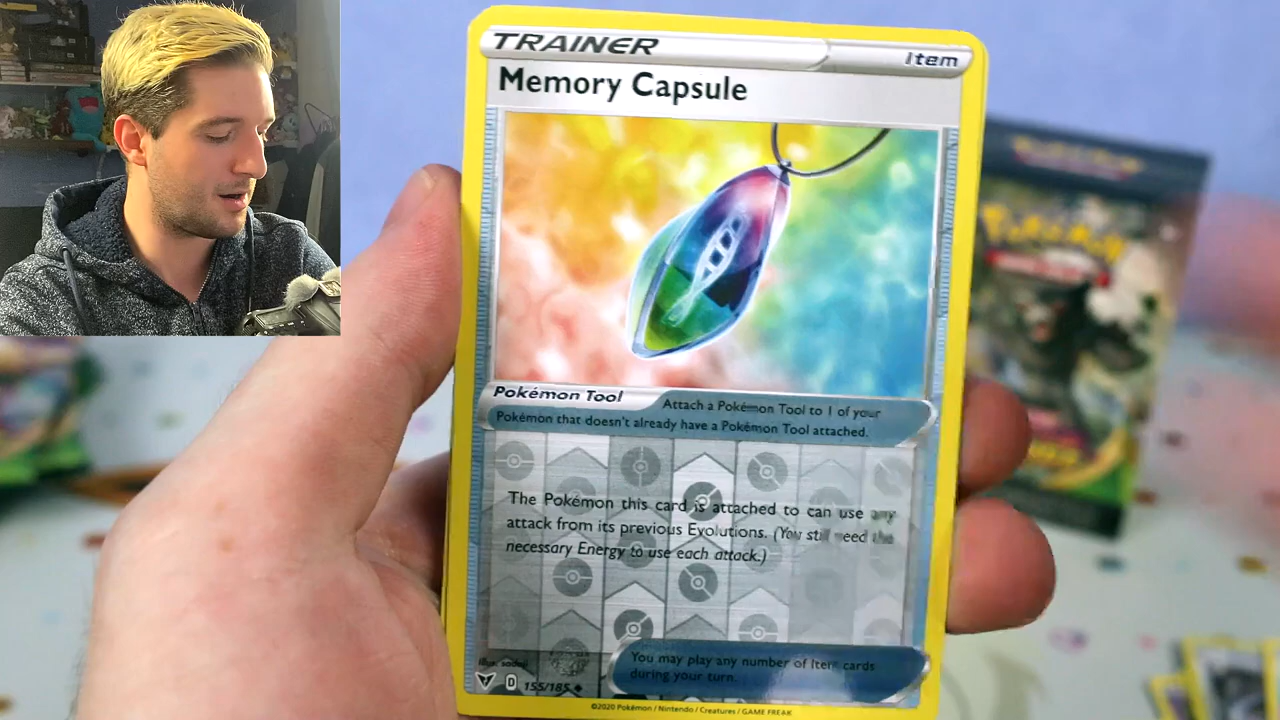 TRAINER
Item
Memory Capsule
Pokémon Tool
Attach a Pokémon Tool to 1 of your
Pokémon that doesn't already have a Pokémon Tool attached.
The Pokémon this card is attached to can use any
attack from its previous Evolutions. (You still need the
necessary Energy to use each attack.)
illus. sadaji
You may play any number of Item cards
during your turn.
D
155/185
©2020 Pokémon / Nintendo / Creatures / GAME FREAK
POKéMON